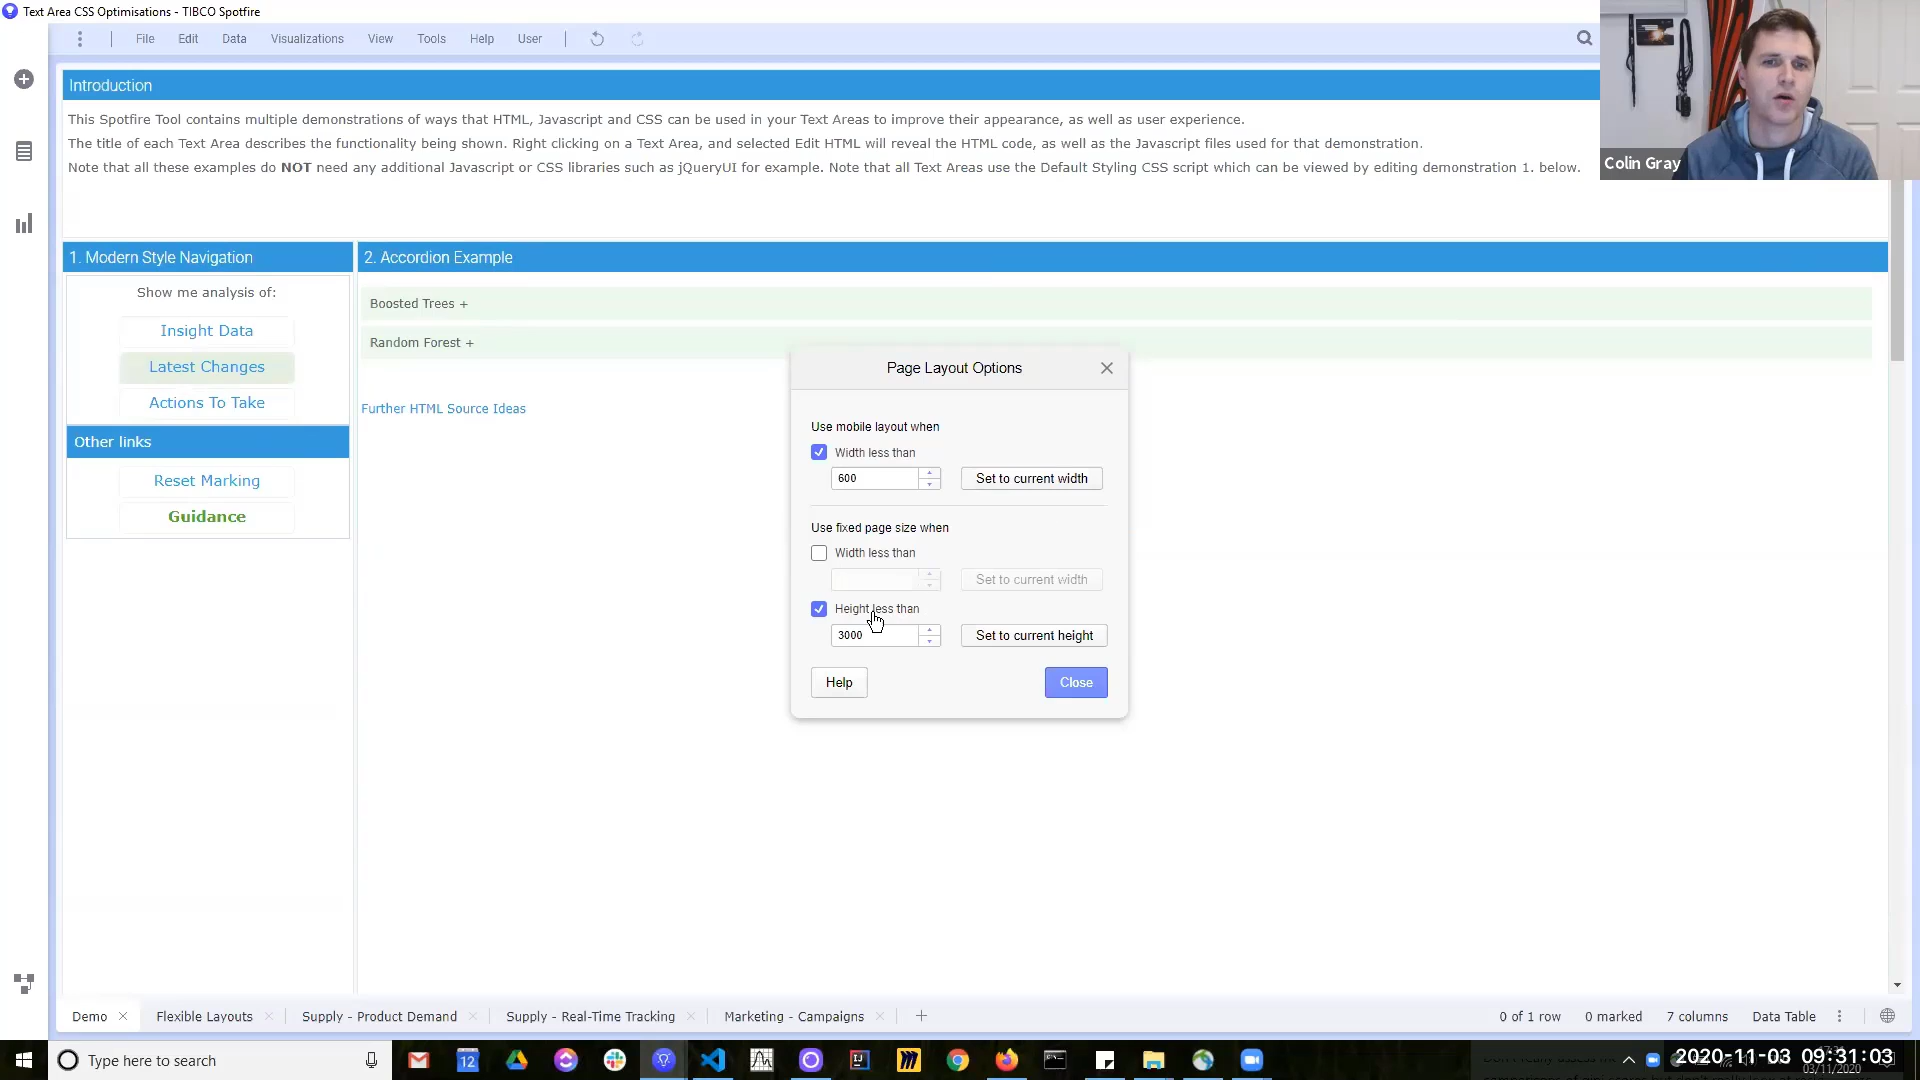 Text Area CSS Optimisations - TIBCO Spotfire
File Edit Data Visualizations View Tools Help User
Introduction
This Spotfire Tool contains multiple demonstrations of ways that HTML, Javascript and CSS can be used in your Text Areas to improve their appearance, as well as user experience.
The title of each Text Area describes the functionality being shown. Right clicking on a Text Area, and selected Edit HTML will reveal the HTML code, as well as the Javascript files used for that demonstration.
Note that all these examples do NOT need any additional Javascript or CSS libraries such as jQueryUI for example. Note that all Text Areas use the Default Styling CSS script which can be viewed by editing demonstration 1. below.
Colin Gray
1. Modern Style Navigation
Show me analysis of:
Insight Data
Latest Changes
Actions To Take
Other links
Reset Marking
Guidance
2. Accordion Example
Boosted Trees +
Random Forest +
Further HTML Source Ideas
Page Layout Options
Use mobile layout when
Width less than
600 Set to current width
Use fixed page size when
Width less than
Set to current width
Height less than
3000 Set to current height
Help Close
Demo Flexible Layouts Supply - Product Demand Supply - Real-Time Tracking Marketing - Campaigns
0 of 1 row 0 marked 7 columns Data Table
Type here to search
12
2020-11-03 09:31:03
03/11/2020